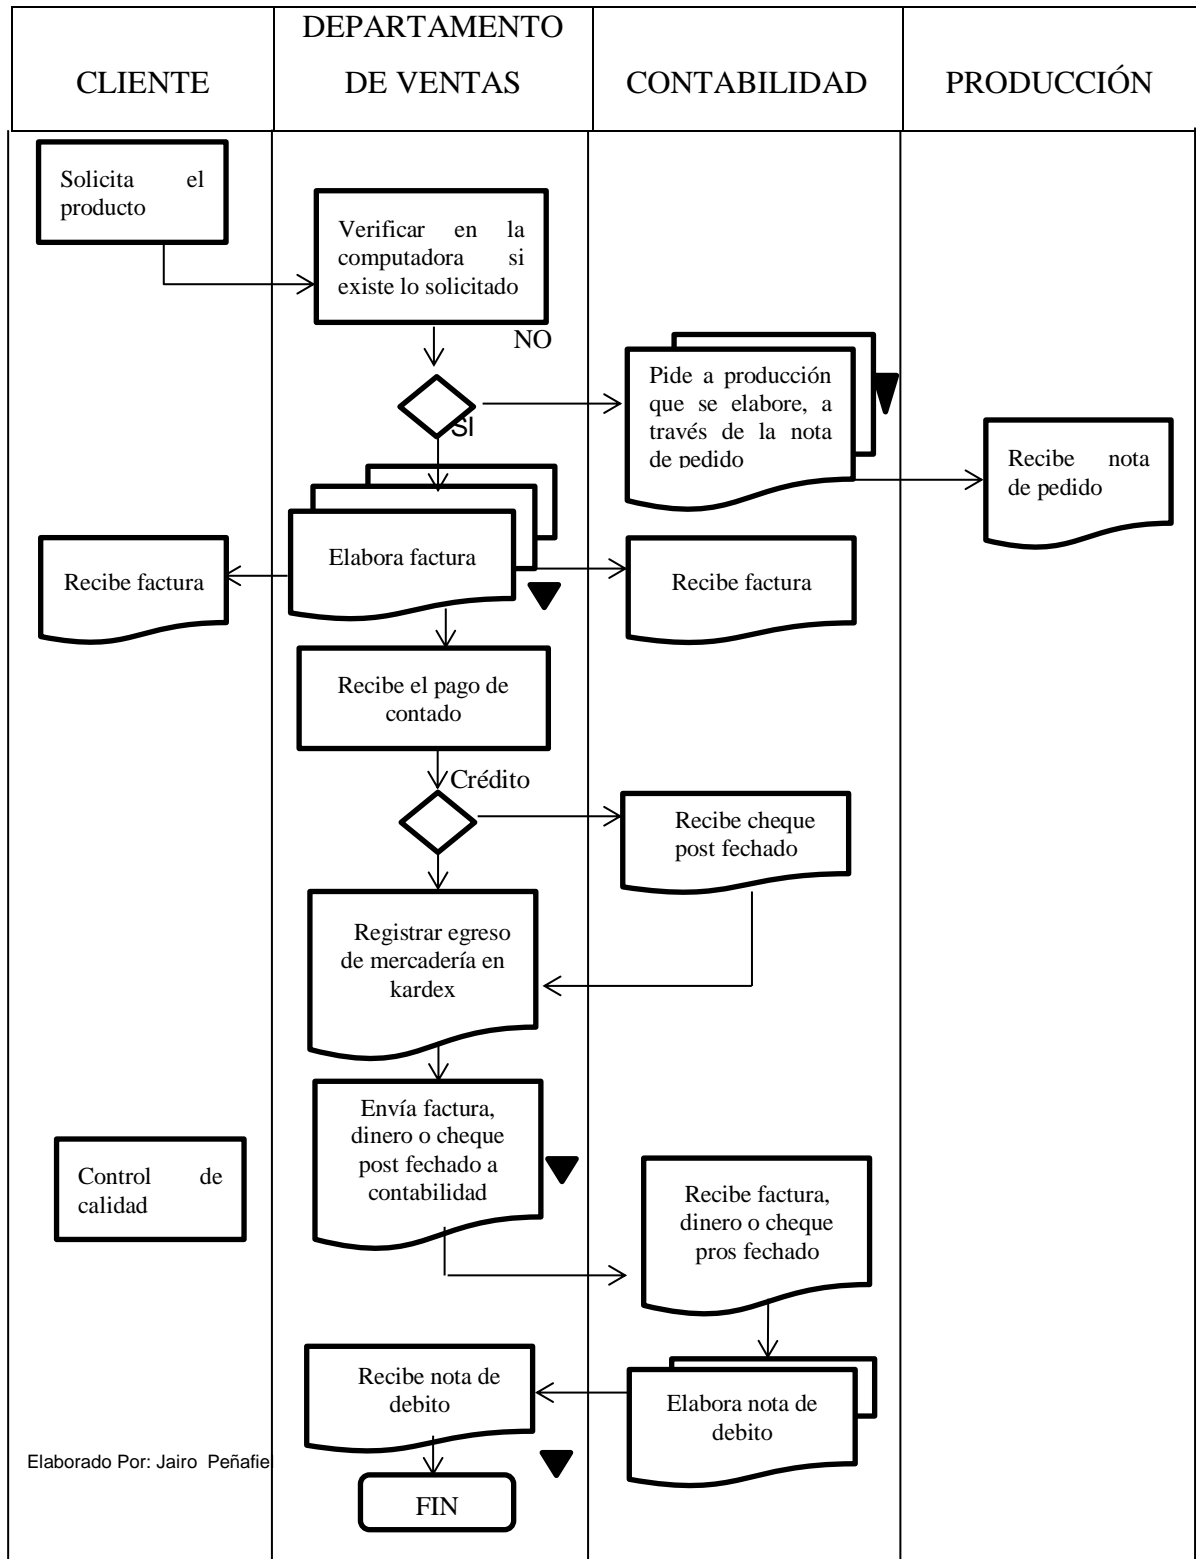 DEPARTAMENTO
DE VENTAS
CLIENTE
CONTABILIDAD
PRODUCCIÓN
Solicita el
producto
Verificar en la
computadora si
existe lo solicitado
NO
SI
Pide a producción
que se elabore, a
través de la nota
de pedido
Recibe nota
de pedido
Elabora factura
Recibe factura
Recibe factura
Recibe el pago de
contado
Crédito
Recibe cheque
post fechado
Registrar egreso
de mercadería en
kardex
Envía factura,
dinero o cheque
post fechado a
contabilidad
Control de
calidad
Recibe factura,
dinero o cheque
pros fechado
Recibe nota de
debito
Elabora nota de
debito
Elaborado Por: Jairo Peñafie
FIN